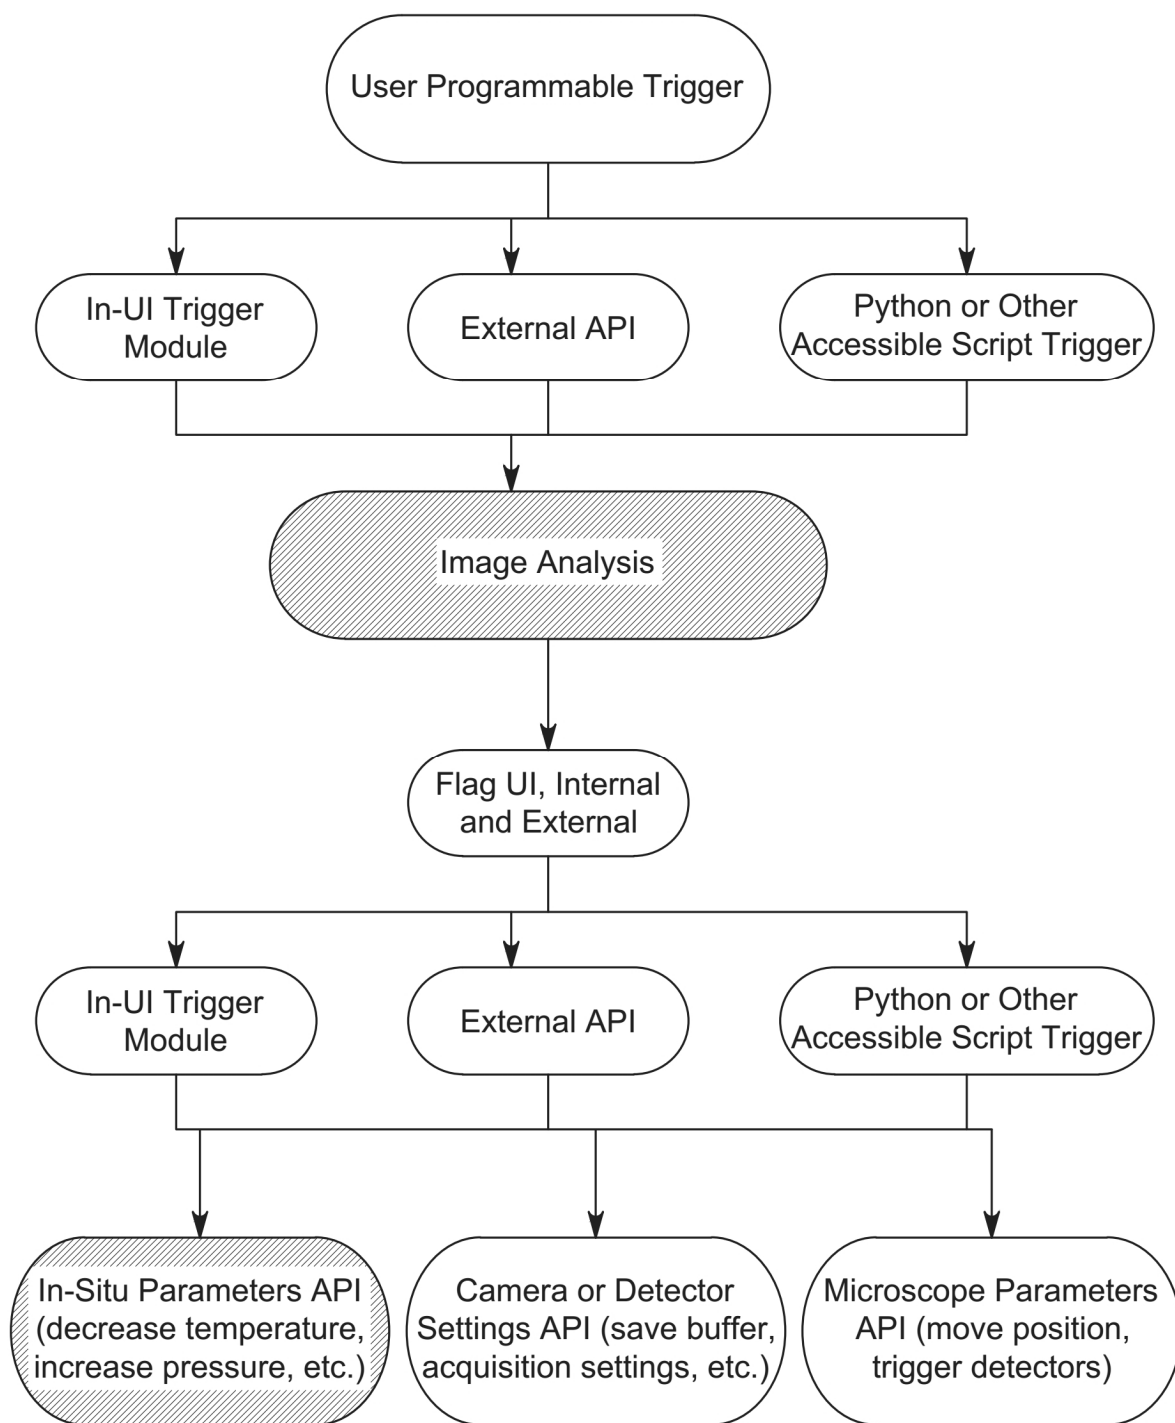 User Programmable Trigger
In-UI Trigger
Module
External API
Python or Other
Accessible Script Trigger
Image Analysis
Flag UI, Internal
and External
In-UI Trigger
Module
External API
Python or Other
Accessible Script Trigger
In-Situ Parameters API
(decrease temperature,
increase pressure, etc.)
Camera or Detector
Settings API (save buffer,
acquisition settings, etc.)
Microscope Parameters
API (move position,
trigger detectors)